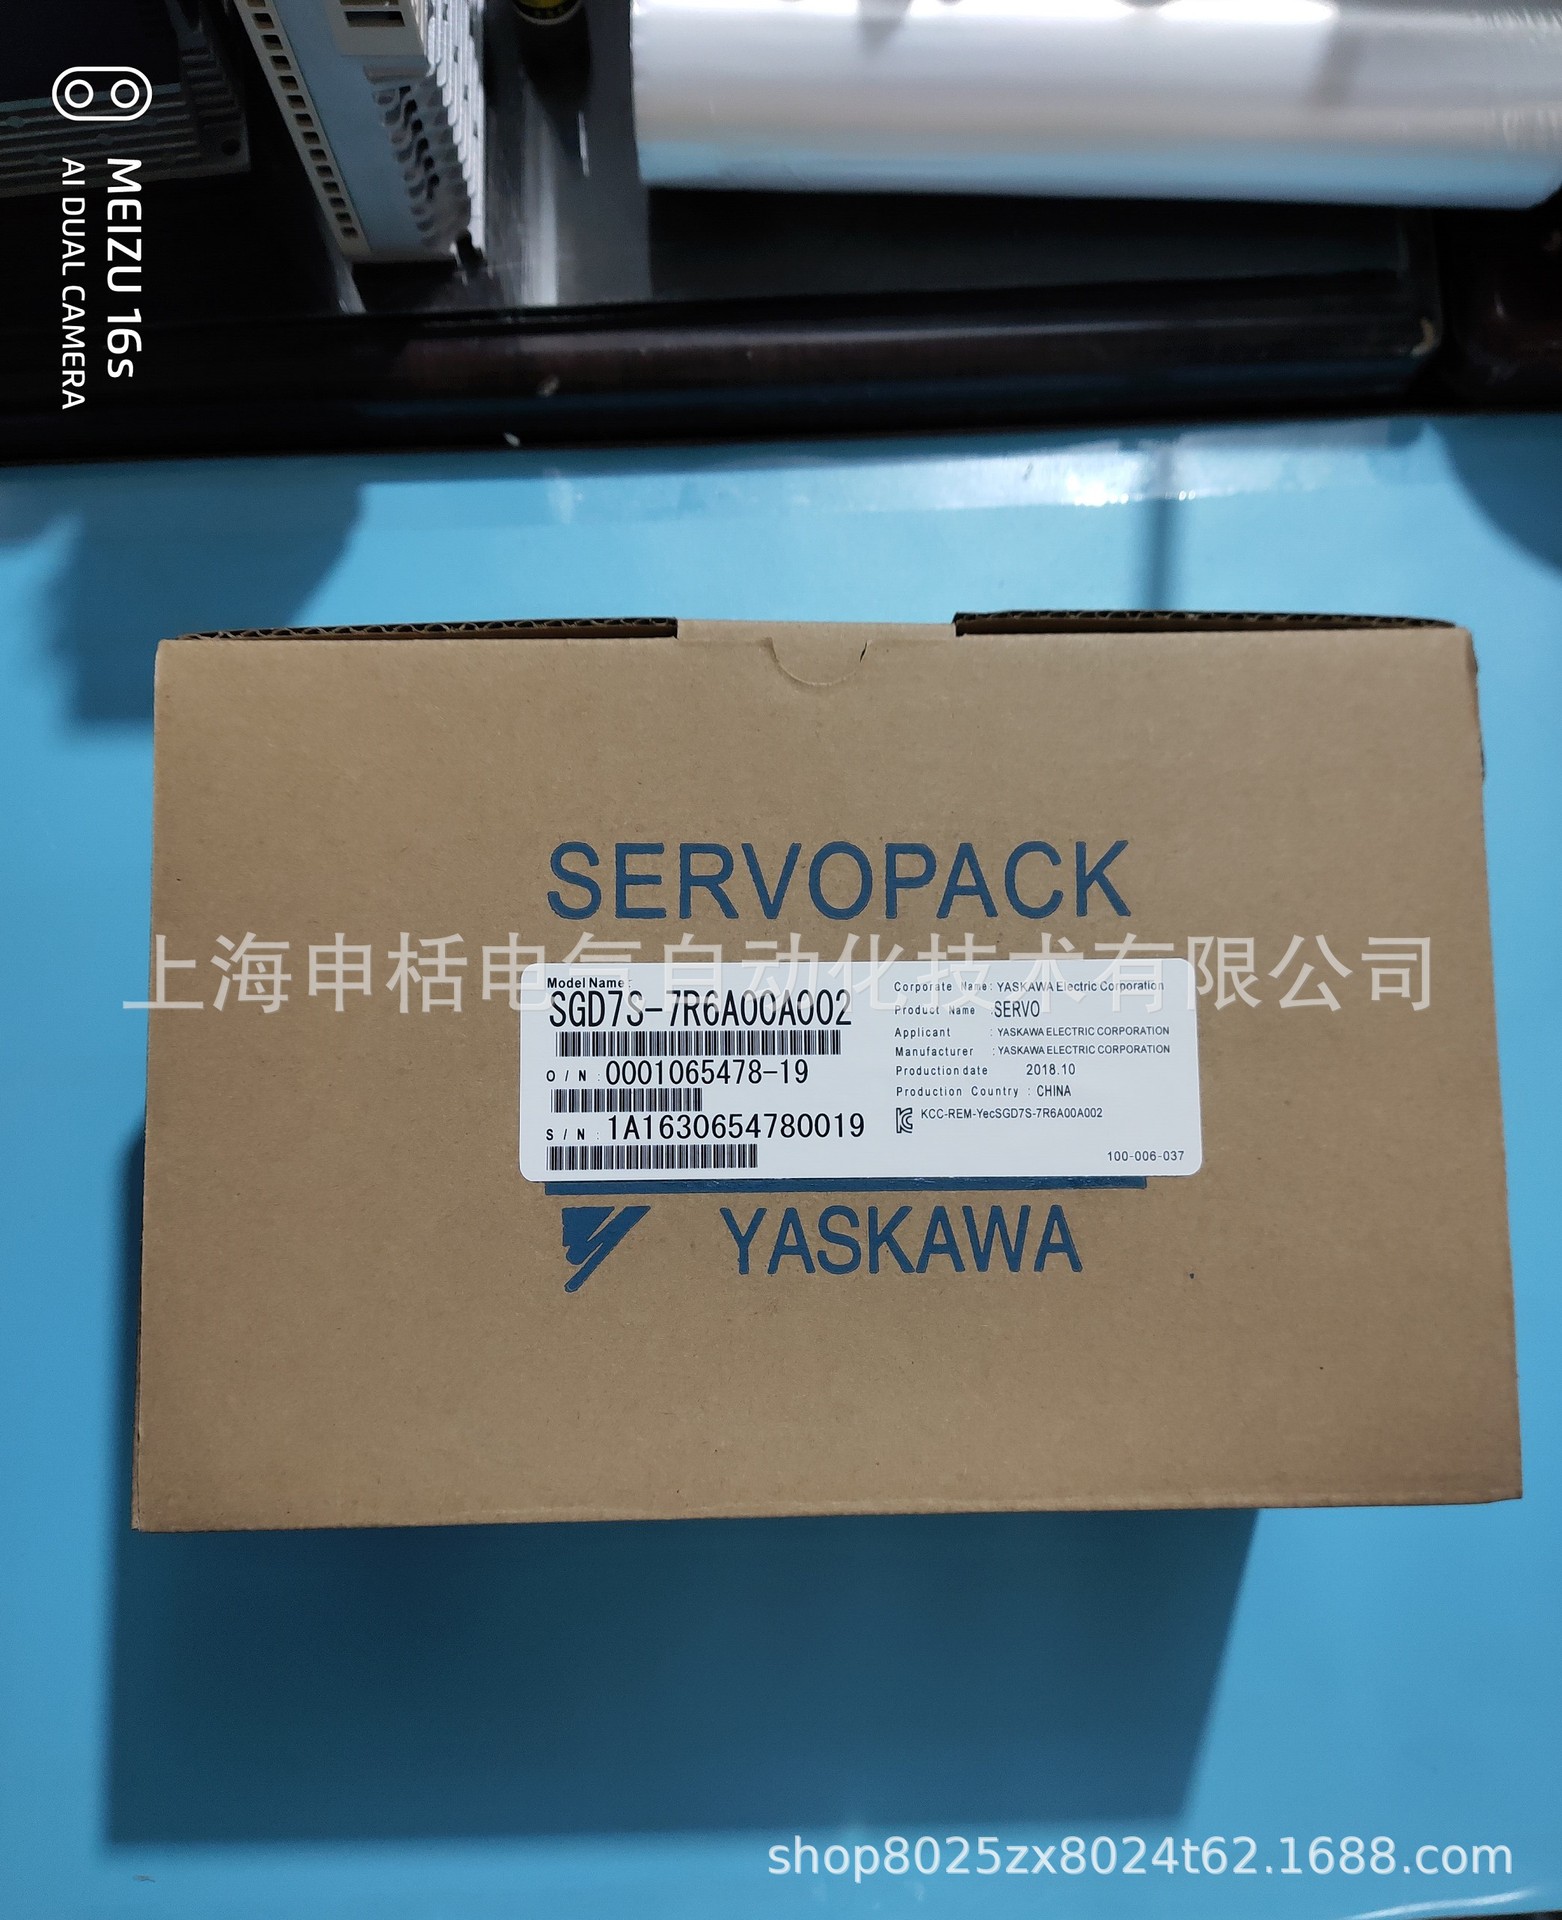 MEIZU 16s
AI DUAL CAMERA
SERVOPACK
上海申栝电气自动化技术有限公司
Model Name:
SGD7S-7R6A00A002
O/N: 0001065478-19
S/N: 1A1630654780019
Corporate Name: YASKAWA Electric Corporation
Product Name :SERVO
Applicant : YASKAWA ELECTRIC CORPORATION
Manufacturer : YASKAWA ELECTRIC CORPORATION
Production date 2018.10
Production Country : CHINA
KCC-REM-YecSGD7S-7R6A00A002
100-006-037
YASKAWA
shop8025zx8024t62.1688.com